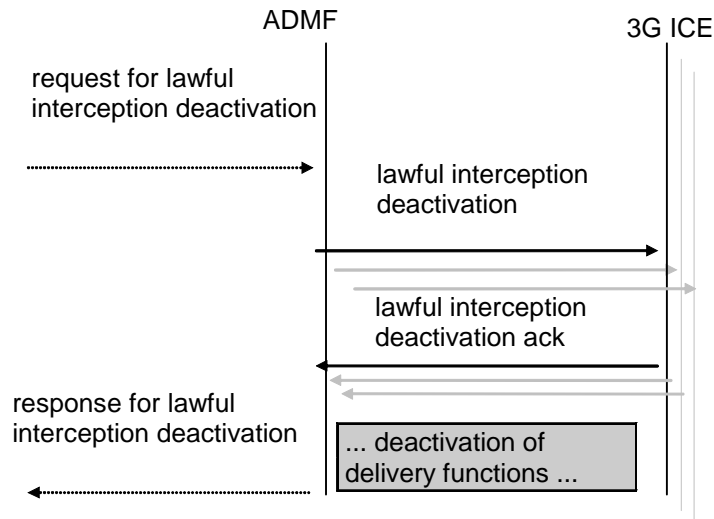 ADMF
3G ICE
request for lawful
interception deactivation
lawful interception
deactivation
lawful interception
deactivation ack
response for lawful
interception deactivation
... deactivation of
delivery functions ...